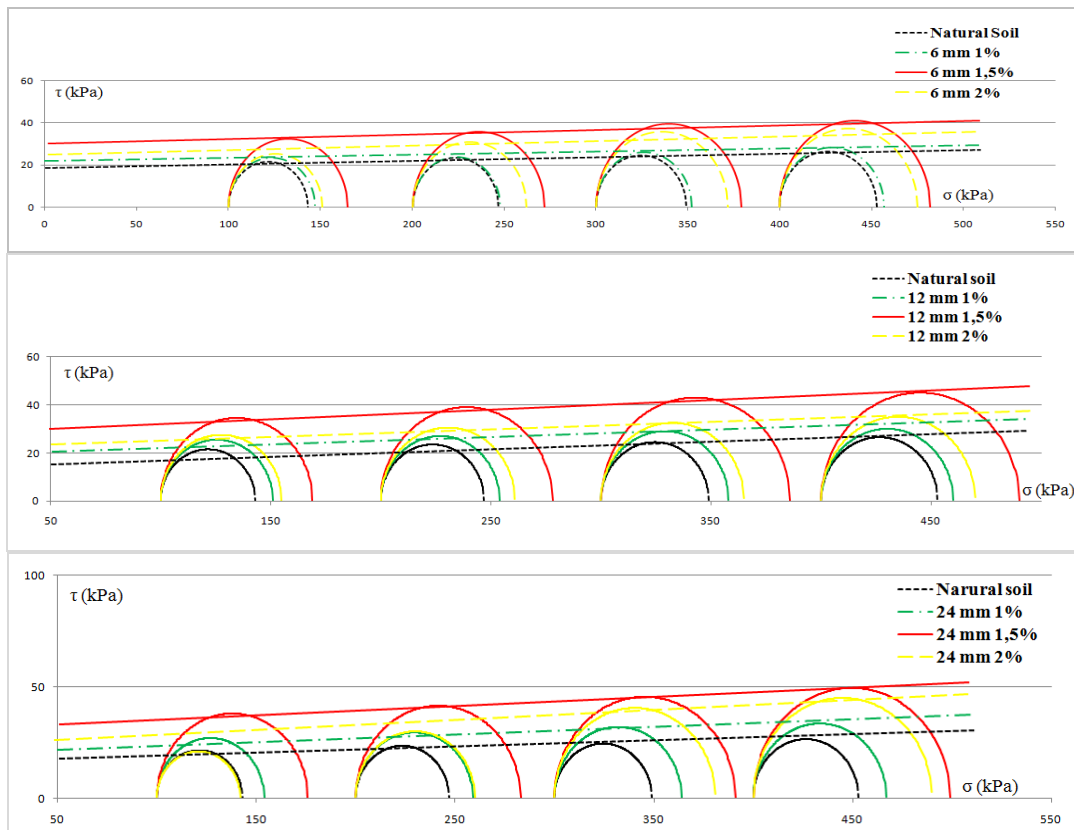 Natural Soil
6 mm 1%
6 mm 1,5%
6 mm 2%
τ (kPa)
60
40
20
0
σ (kPa)
0 50 100 150 200 250 300 350 400 450 500 550
Natural soil
12 mm 1%
12 mm 1,5%
12 mm 2%
60
τ (kPa)
40
20
0
σ (kPa)
50 150 250 350 450
Narural soil
24 mm 1%
24 mm 1,5%
24 mm 2%
100
τ (kPa)
50
0
σ (kPa)
50 150 250 350 450 550